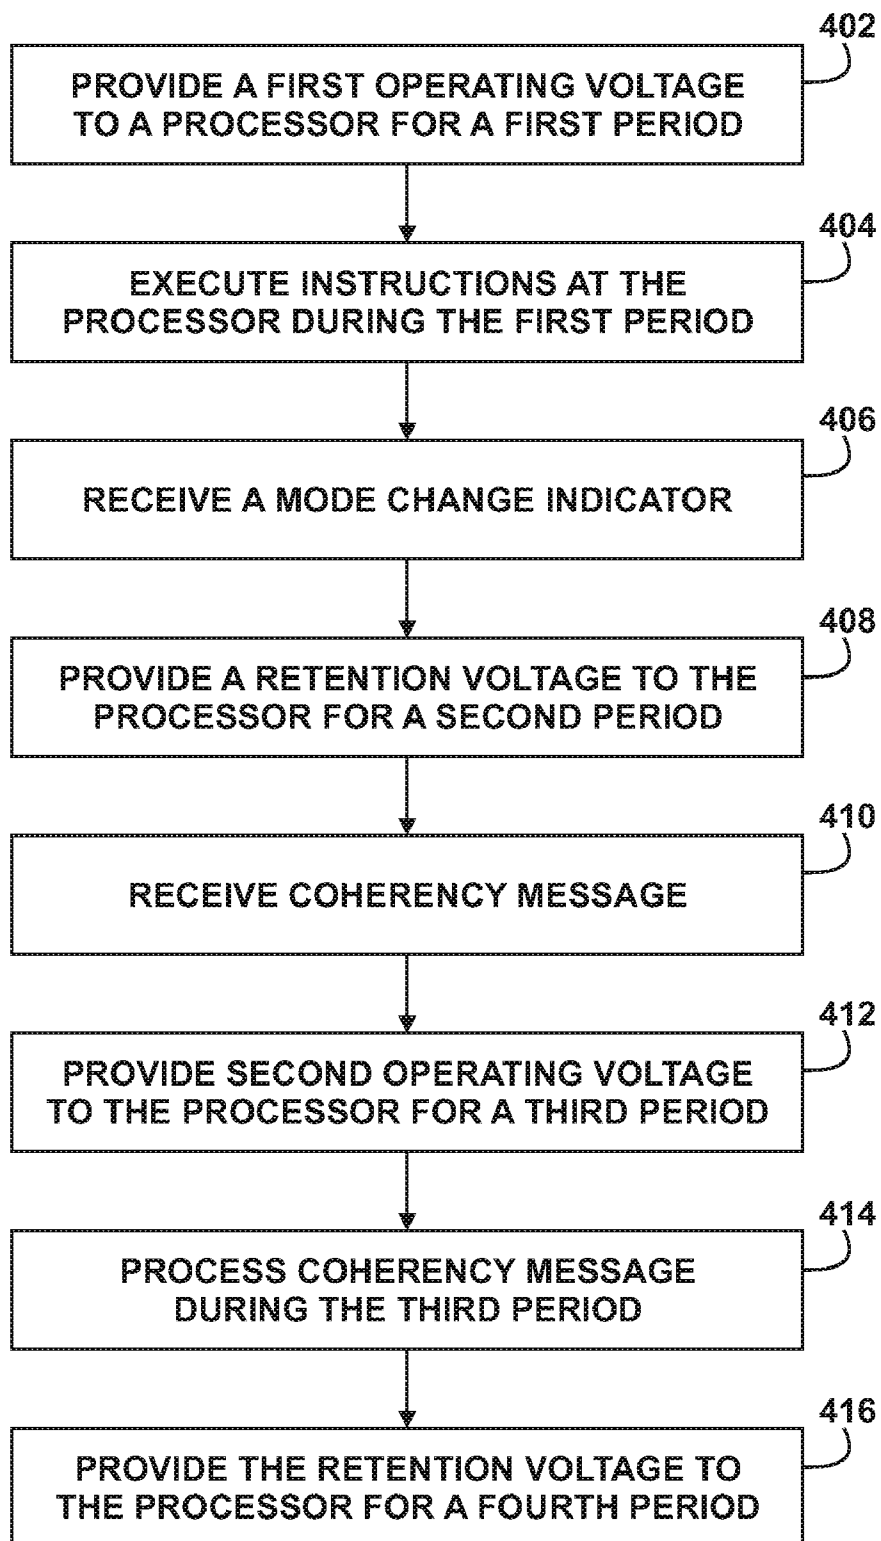 402
PROVIDE A FIRST OPERATING VOLTAGE
TO A PROCESSOR FOR A FIRST PERIOD
404
EXECUTE INSTRUCTIONS AT THE
PROCESSOR DURING THE FIRST PERIOD
406
RECEIVE A MODE CHANGE INDICATOR
408
PROVIDE A RETENTION VOLTAGE TO THE
PROCESSOR FOR A SECOND PERIOD
410
RECEIVE COHERENCY MESSAGE
412
PROVIDE SECOND OPERATING VOLTAGE
TO THE PROCESSOR FOR A THIRD PERIOD
414
PROCESS COHERENCY MESSAGE
DURING THE THIRD PERIOD
416
PROVIDE THE RETENTION VOLTAGE TO
THE PROCESSOR FOR A FOURTH PERIOD